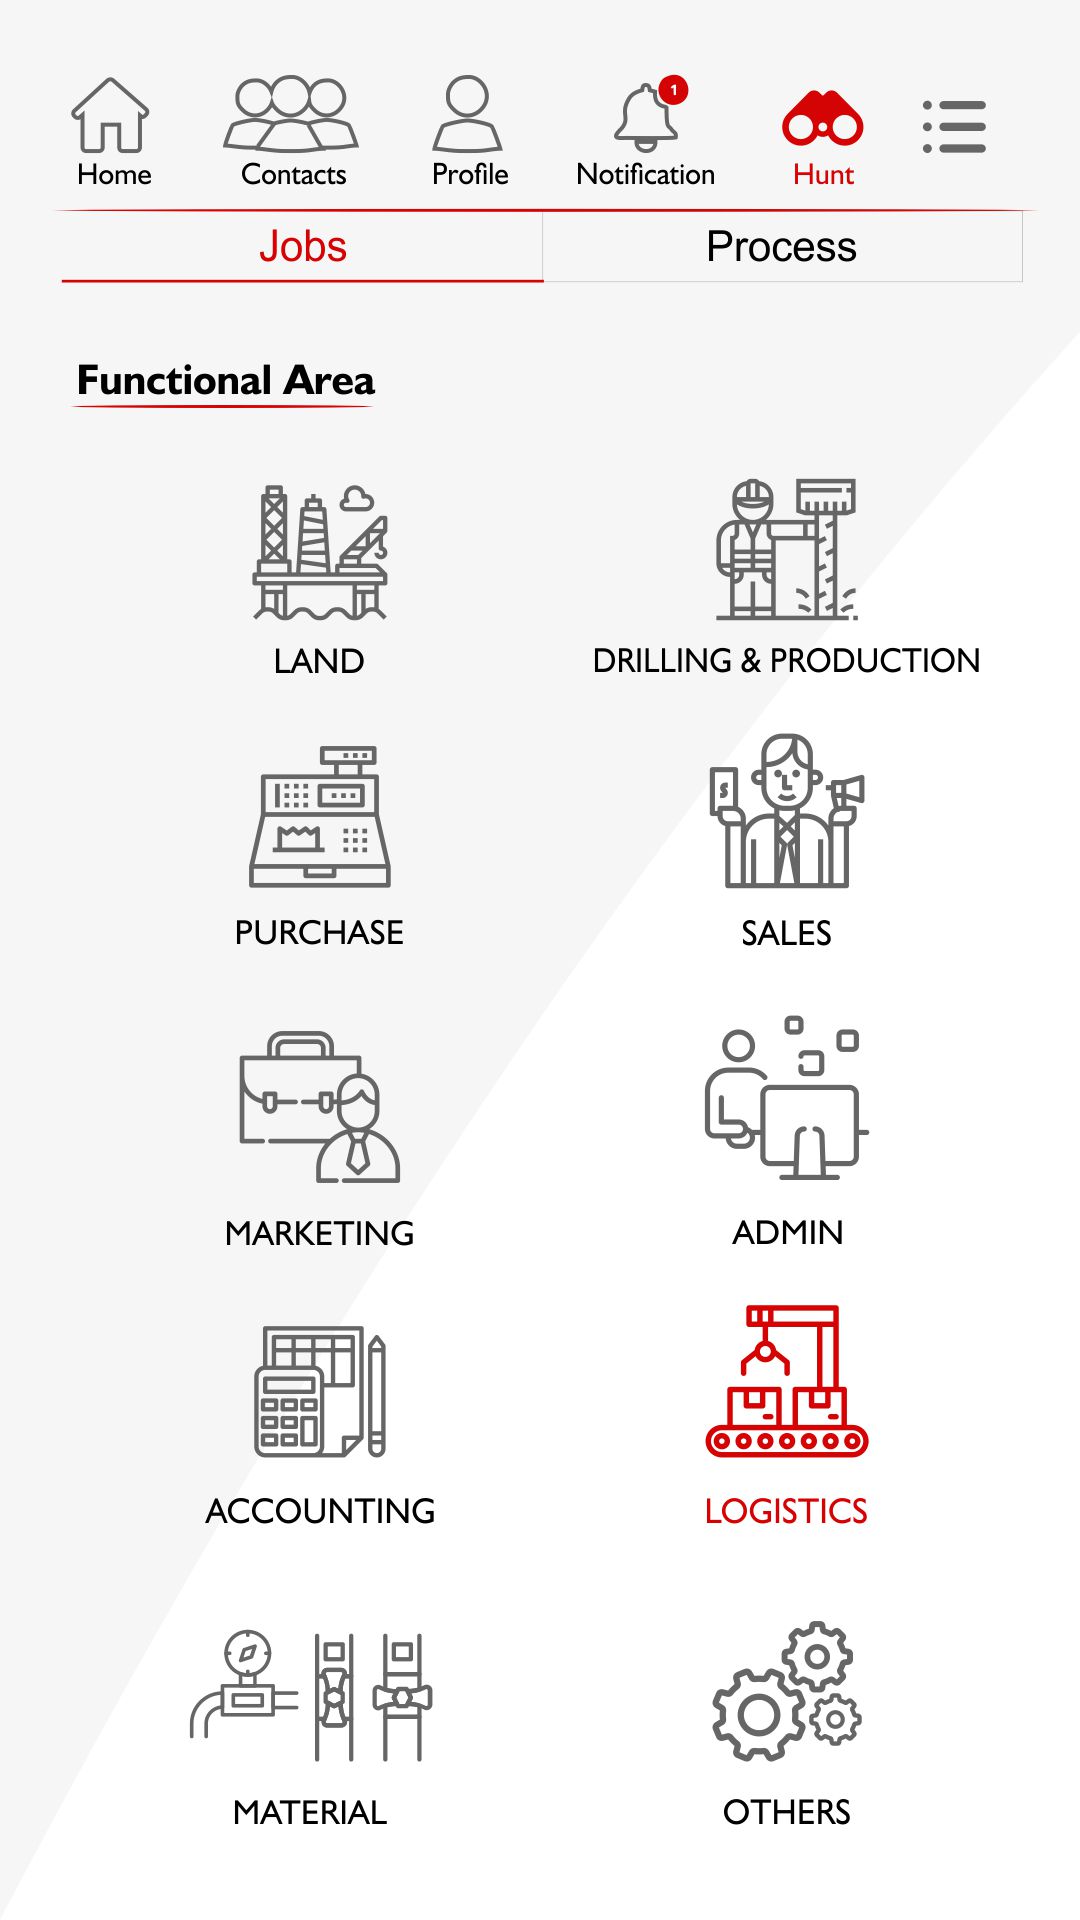 1
Home Contacts Profile Notification Hunt
Jobs Process
Functional Area
LAND DRILLING & PRODUCTION
$
PURCHASE SALES
MARKETING ADMIN
ACCOUNTING LOGISTICS
MATERIAL OTHERS